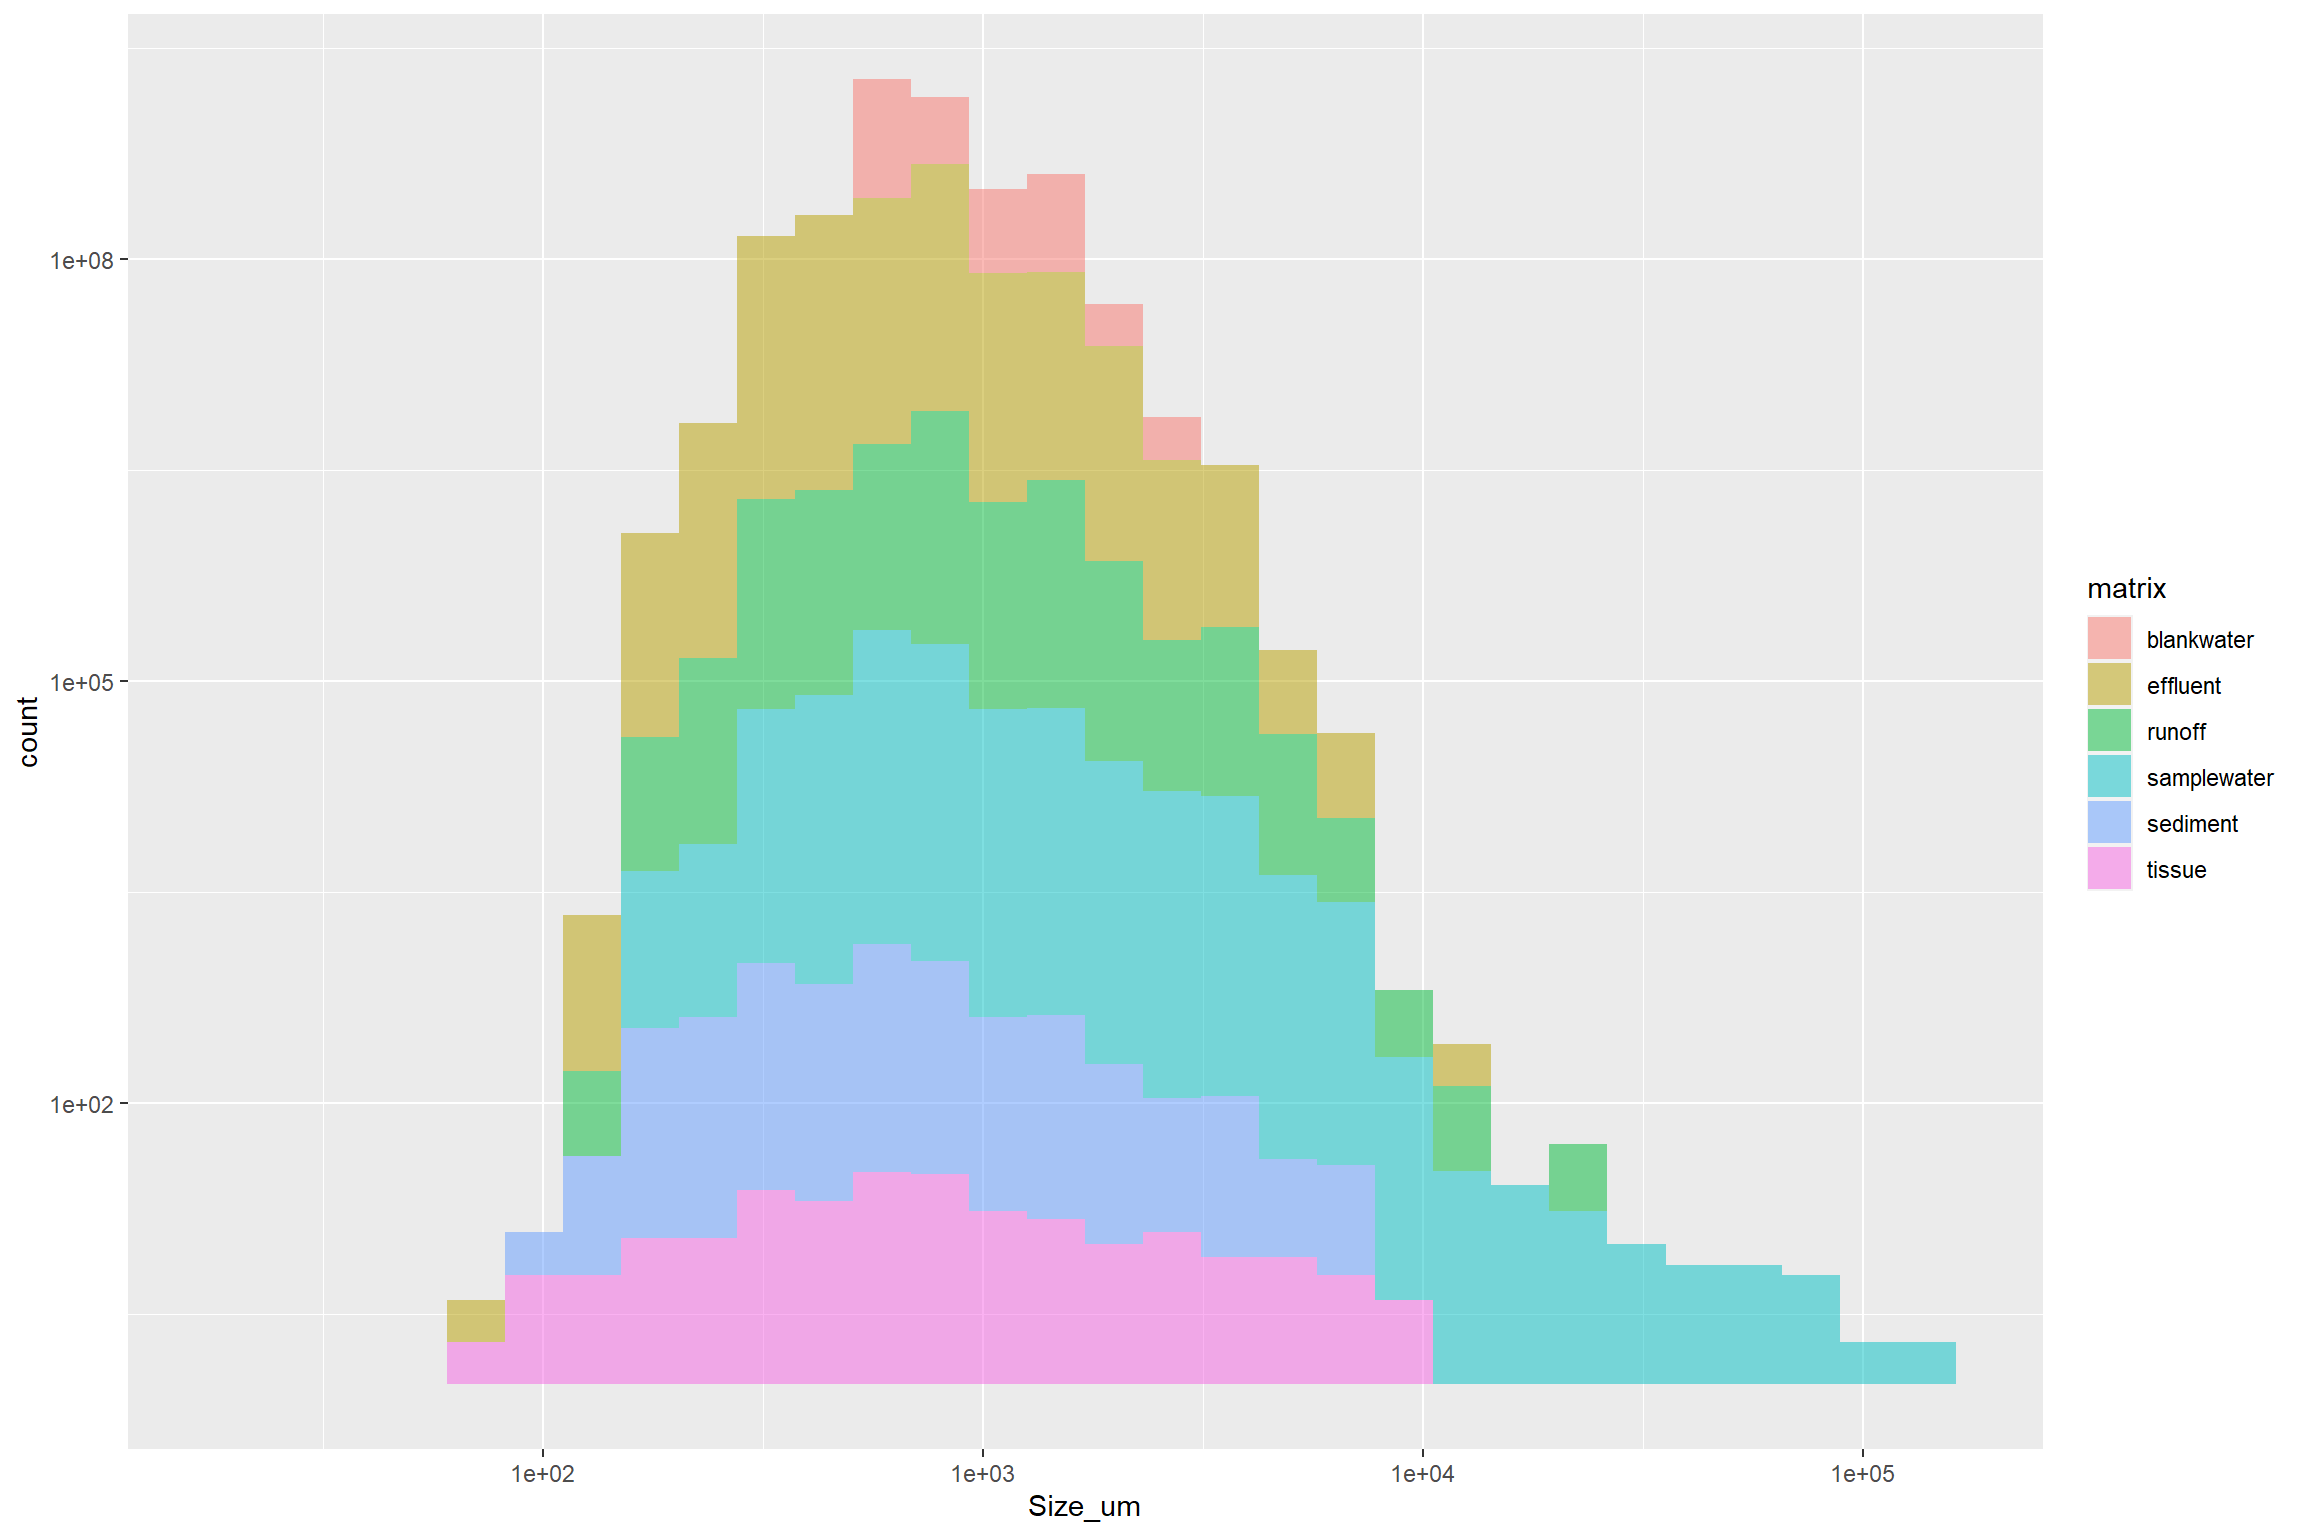 1e+08
1e+05
1e+02
count
1e+02
1e+03
1e+04
1e+05
Size_um
matrix
blankwater
effluent
runoff
samplewater
sediment
tissue